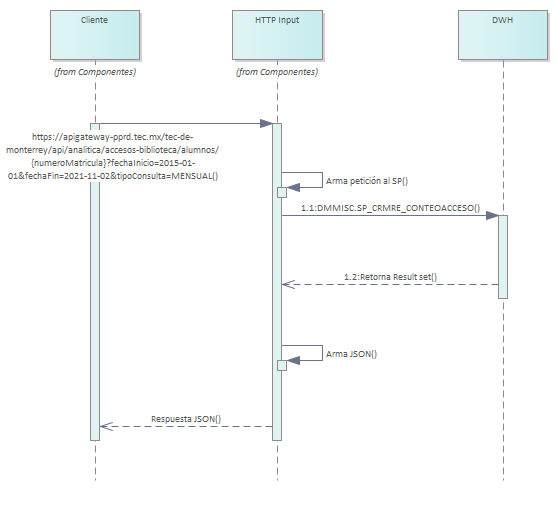 Cliente
HTTP Input
DWH
(from Componentes)
(from Componentes)
https://apigateway-pprd.tec.mx/tec-de-
monterrey/api/analitica/accesos-biblioteca/alumnos/
{numeroMatricula}?fechaInicio=2015-01-
01&fechaFin=2021-11-02&tipoConsulta=MENSUAL()
Arma petición al SP()
1.1:DMMISC.SP_CRMRE_CONTEOACCESO()
1.2:Retorna Result set()
Arma JSON()
Respuesta JSON()